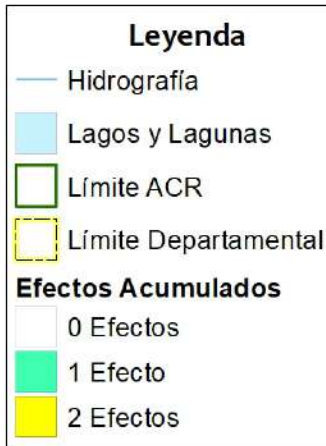 Leyenda
Hidrografía
Lagos y Lagunas
Límite ACR
Límite Departamental
Efectos Acumulados
0 Efectos
1 Efecto
2 Efectos